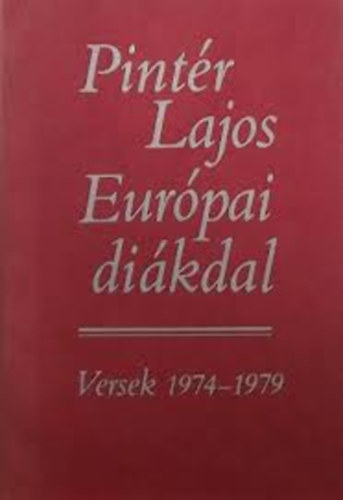 Pintér
Lajos
Európai
diákdal
Versek 1974–1979